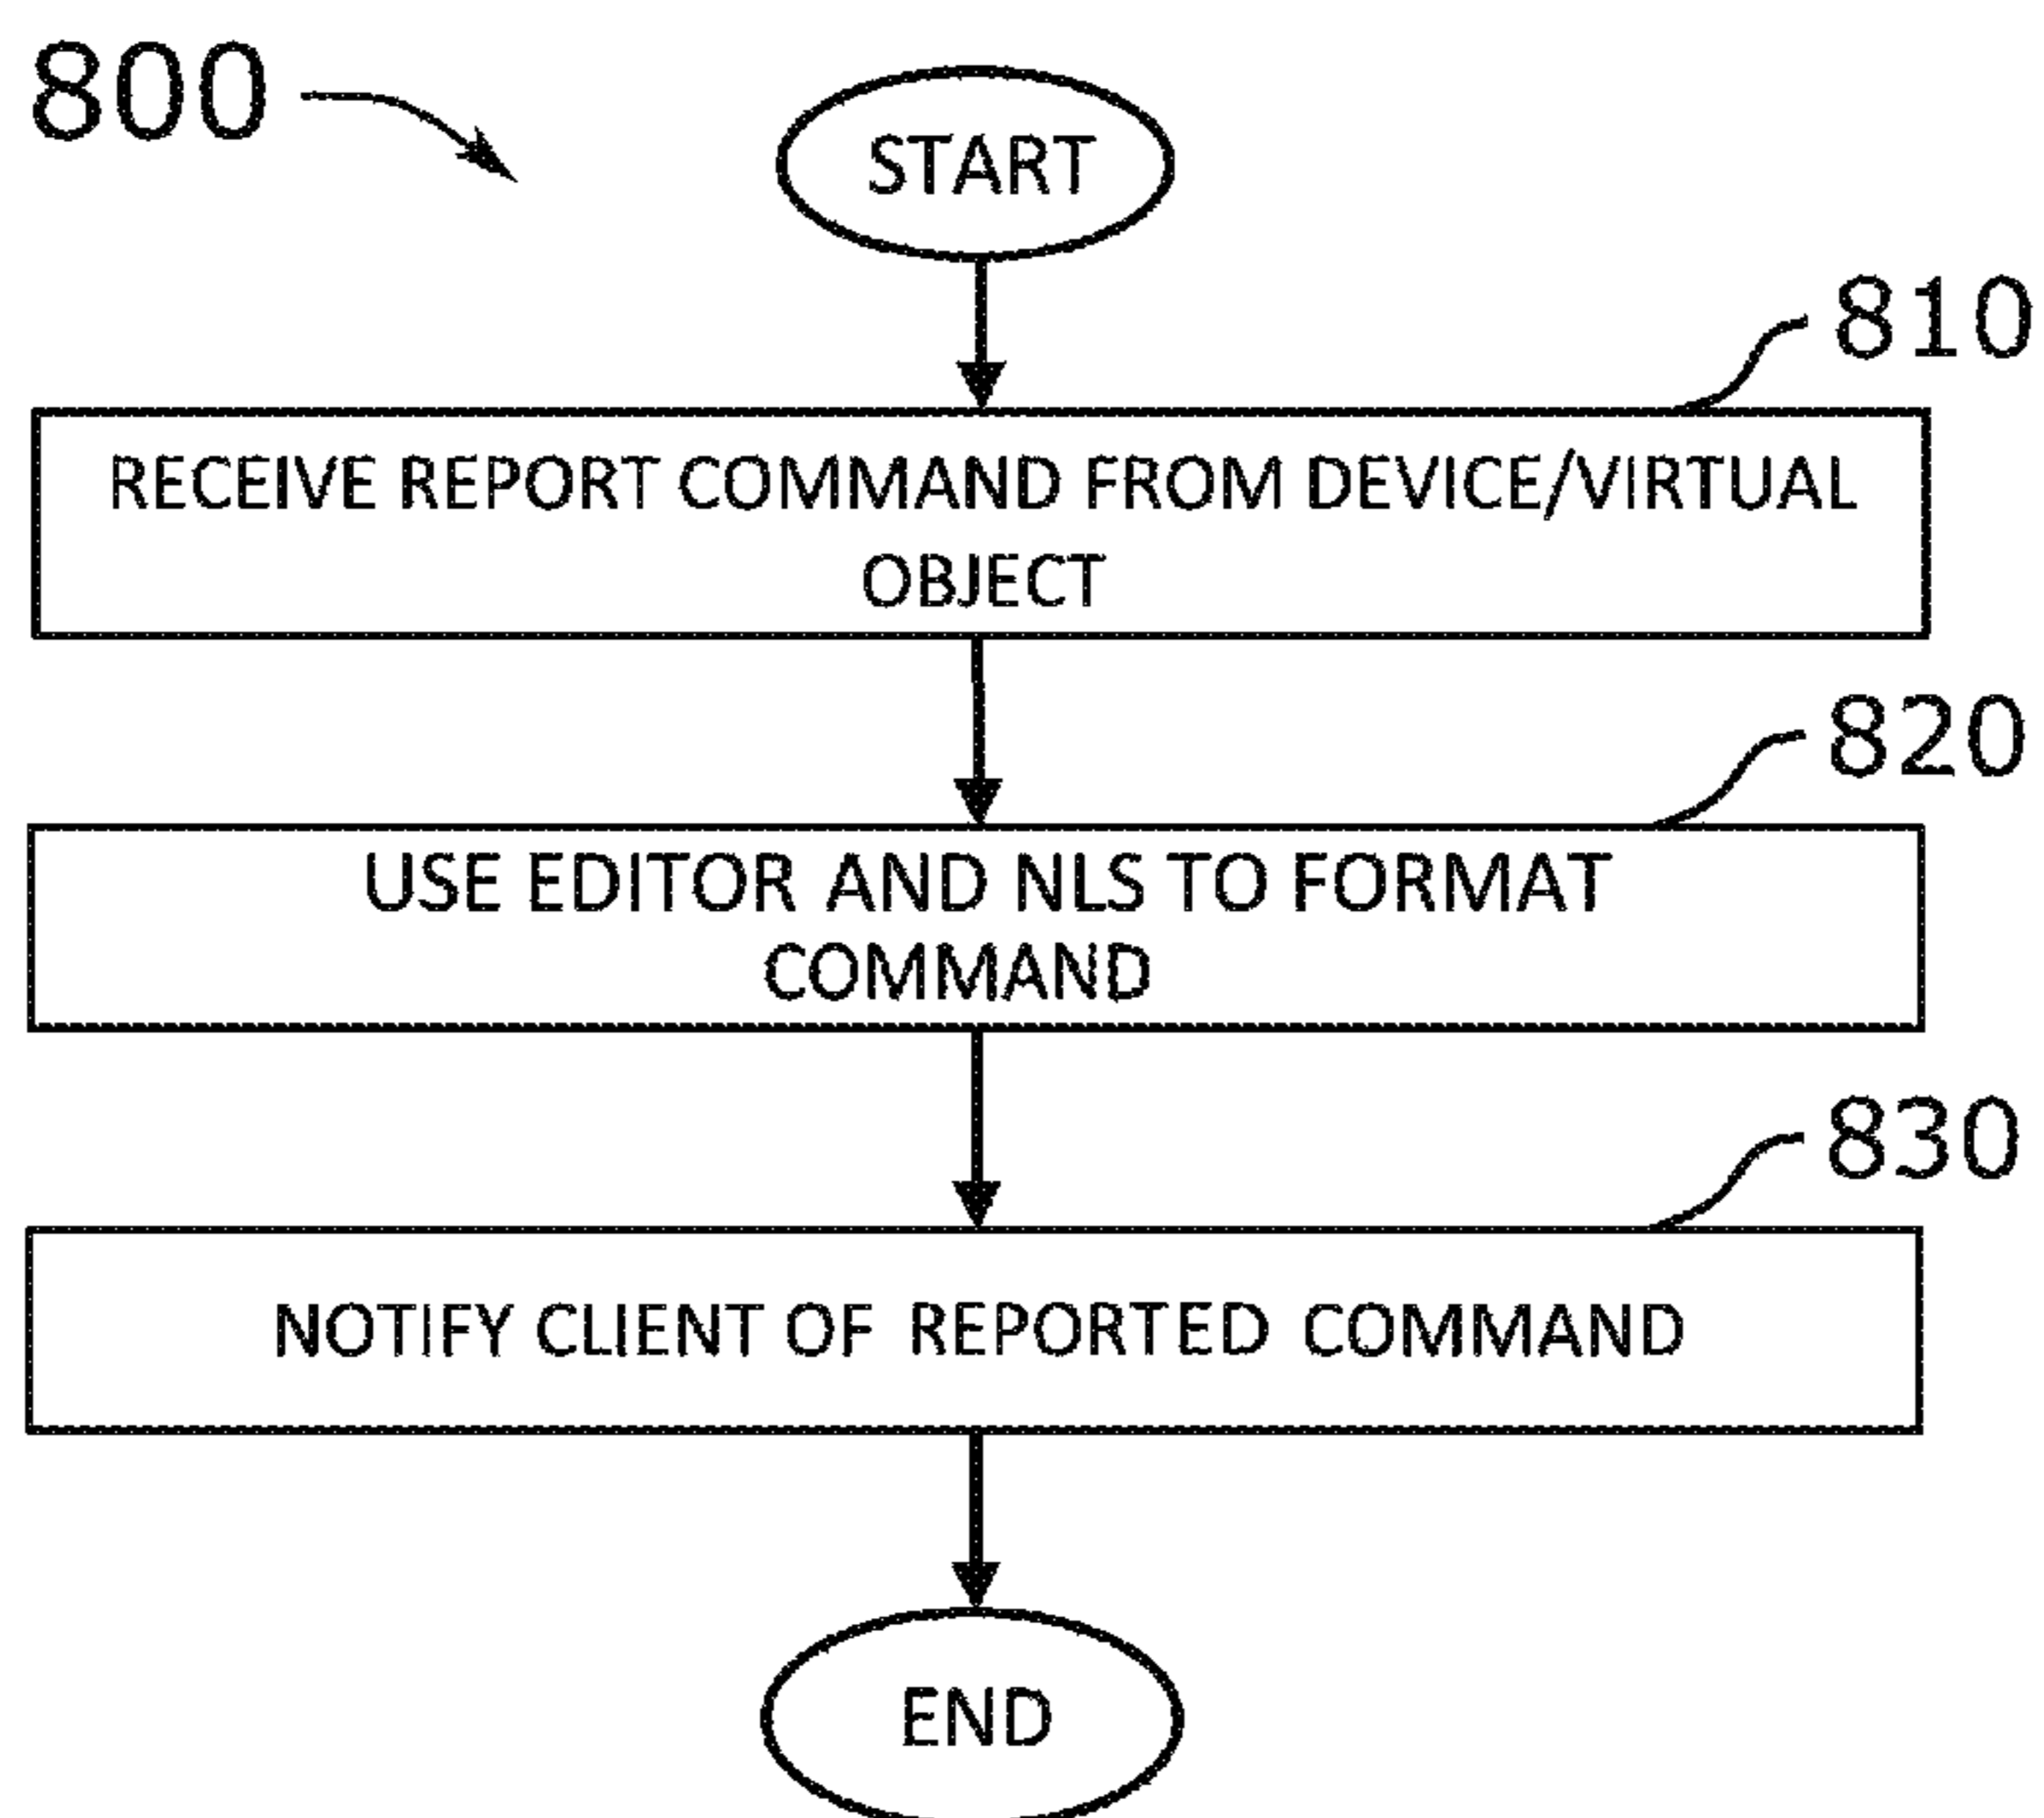 800
START
810
RECEIVE REPORT COMMAND FROM DEVICE/VIRTUAL
OBJECT
820
USE EDITOR AND NLS TO FORMAT
COMMAND
830
NOTIFY CLIENT OF REPORTED COMMAND
END